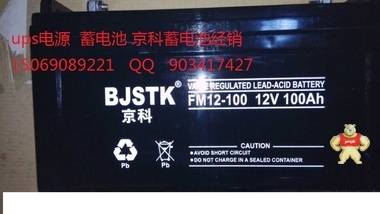 ups电源 蓄电池 京科蓄电池经销
15069089221 QQ 903417427
VALVE REGULATED LEAD-ACID BATTERY
BJSTK
FM12-100 12V 100Ah
京科
CAUTION
AVOID SHORT CIRCUIT
DO NOT CHARGE IN A SEALED CONTAINER
Pb Pb